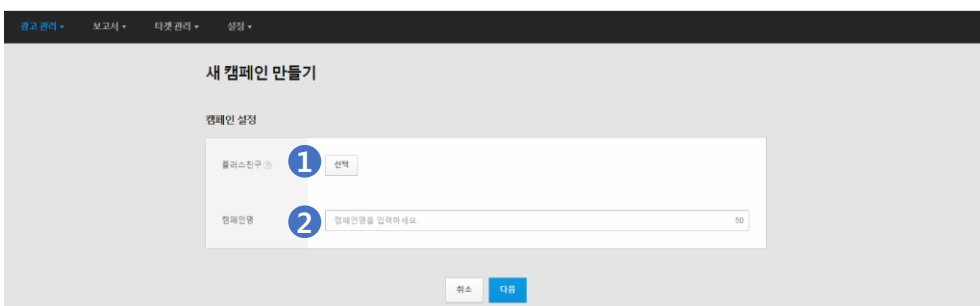 광고 관리 보고서 타겟 관리 설정
새 캠페인 만들기
캠페인 설정
플러스친구 ? 1 선택
캠페인명 2 캠페인명을 입력하세요. 50
취소 다음